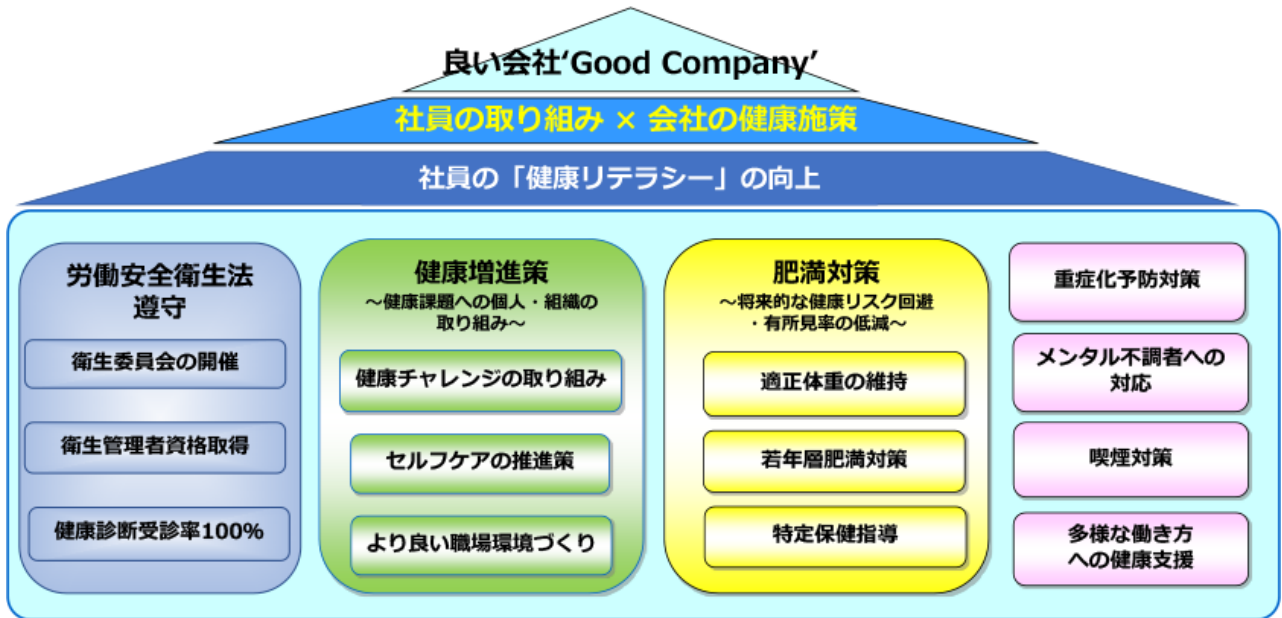 良い会社‘Good Company’
社員の取り組み × 会社の健康施策
社員の「健康リテラシー」の向上
労働安全衛生法
遵守
衛生委員会の開催
衛生管理者資格取得
健康診断受診率100%
健康増進策
～健康課題への個人・組織の
取り組み～
健康チャレンジの取り組み
セルフケアの推進策
より良い職場環境づくり
肥満対策
～将来的な健康リスク回避
・有所見率の低減～
適正体重の維持
若年層肥満対策
特定保健指導
重症化予防対策
メンタル不調者への
対応
喫煙対策
多様な働き方
への健康支援